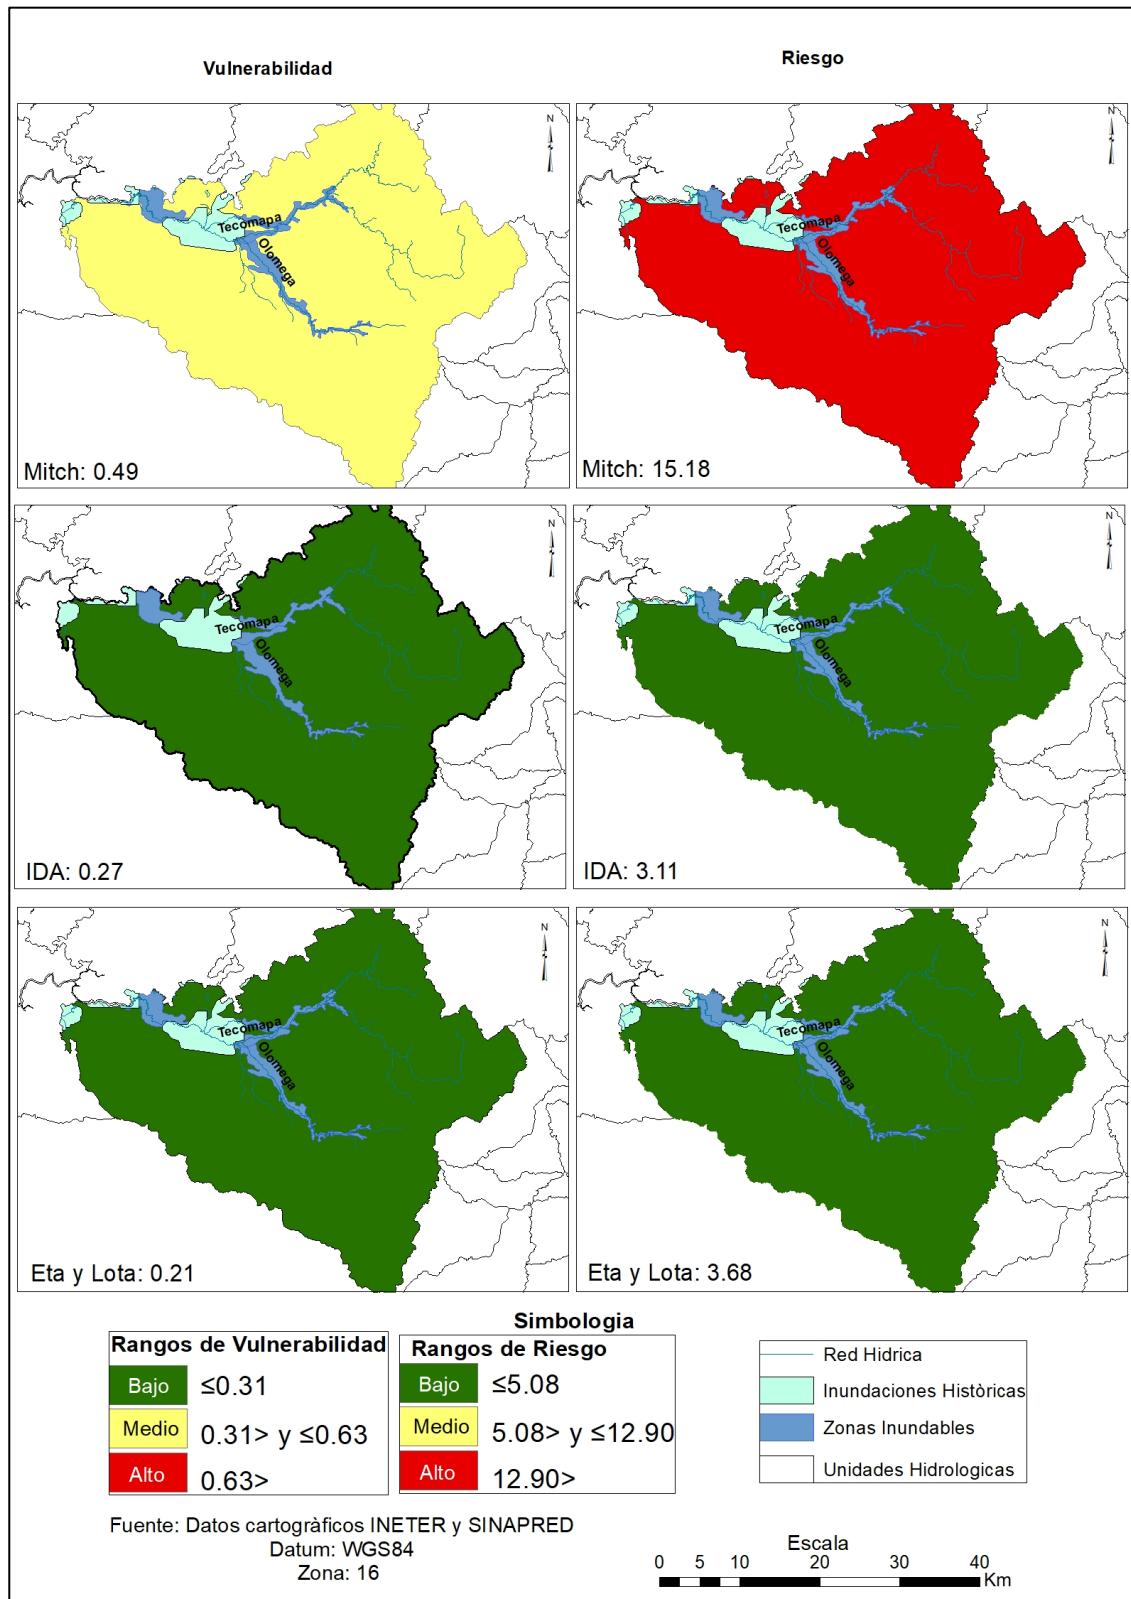 Vulnerabilidad
Riesgo
N
Tecomapa
Olomega
Mitch: 0.49
N
Tecomapa
Olomega
Mitch: 15.18
N
Tecomapa
Olomega
IDA: 0.27
N
Tecomapa
Olomega
IDA: 3.11
N
Tecomapa
Olomega
Eta y Lota: 0.21
N
Tecomapa
Olomega
Eta y Lota: 3.68
Simbologia
Rangos de Vulnerabilidad
Bajo ≤0.31
Medio 0.31> y ≤0.63
Alto 0.63>
Rangos de Riesgo
Bajo ≤5.08
Medio 5.08> y ≤12.90
Alto 12.90>
Red Hidrica
Inundaciones Històricas
Zonas Inundables
Unidades Hidrologicas
Fuente: Datos cartogràficos INETER y SINAPRED
Datum: WGS84
Zona: 16
Escala
0 5 10 20 30 40
Km